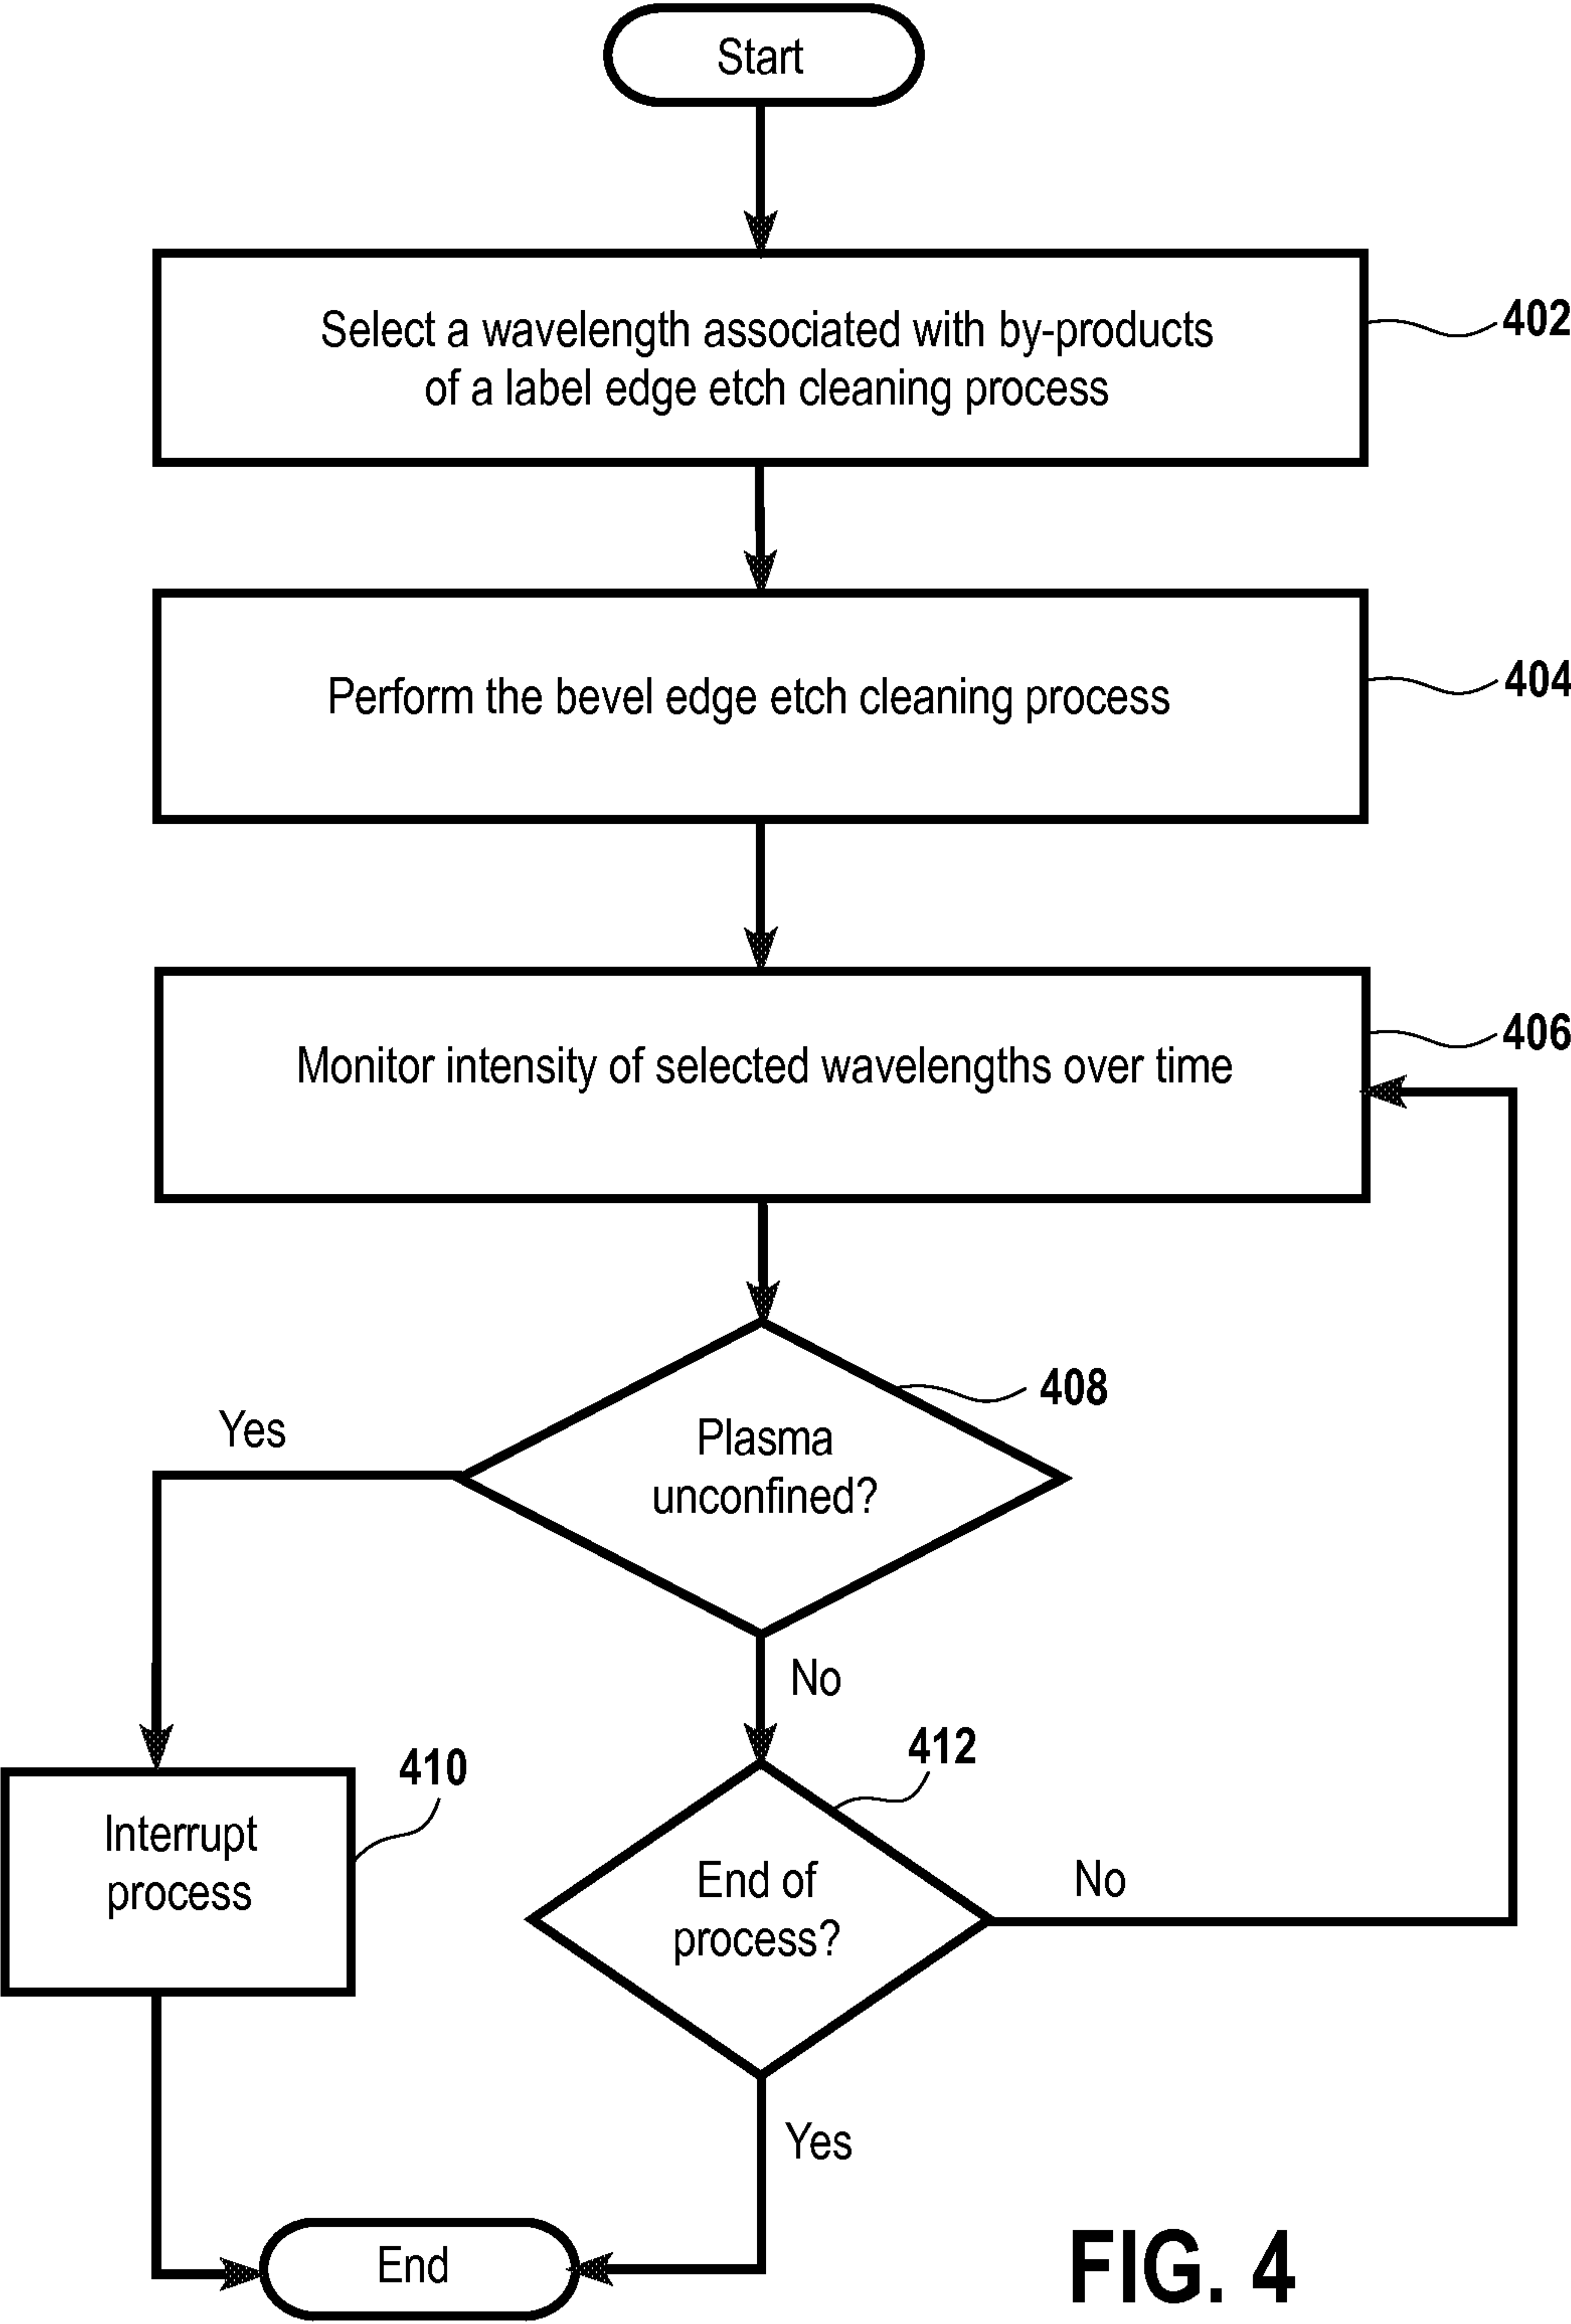 Start
Select a wavelength associated with by-products
of a label edge etch cleaning process
402
Perform the bevel edge etch cleaning process
404
Monitor intensity of selected wavelengths over time
406
Plasma
unconfined?
408
Yes
No
Interrupt
process
410
End of
process?
412
No
Yes
End
FIG. 4